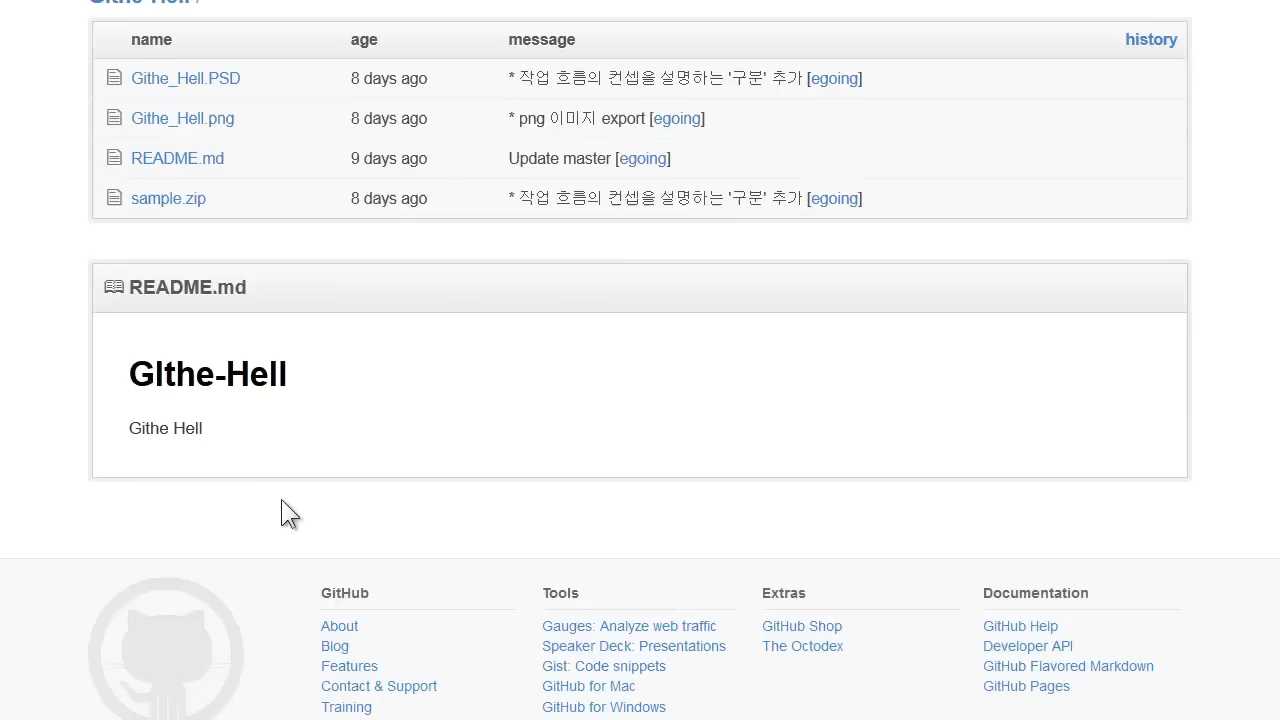 Githe-Hell /
name age message history
Githe_Hell.PSD 8 days ago * 작업 흐름의 컨셉을 설명하는 '구분' 추가 [egoing]
Githe_Hell.png 8 days ago * png 이미지 export [egoing]
README.md 9 days ago Update master [egoing]
sample.zip 8 days ago * 작업 흐름의 컨셉을 설명하는 '구분' 추가 [egoing]
README.md
GIthe-Hell
Githe Hell
GitHub Tools Extras Documentation
About Gauges: Analyze web traffic GitHub Shop GitHub Help
Blog Speaker Deck: Presentations The Octodex Developer API
Features Gist: Code snippets GitHub Flavored Markdown
Contact & Support GitHub for Mac GitHub Pages
Training GitHub for Windows